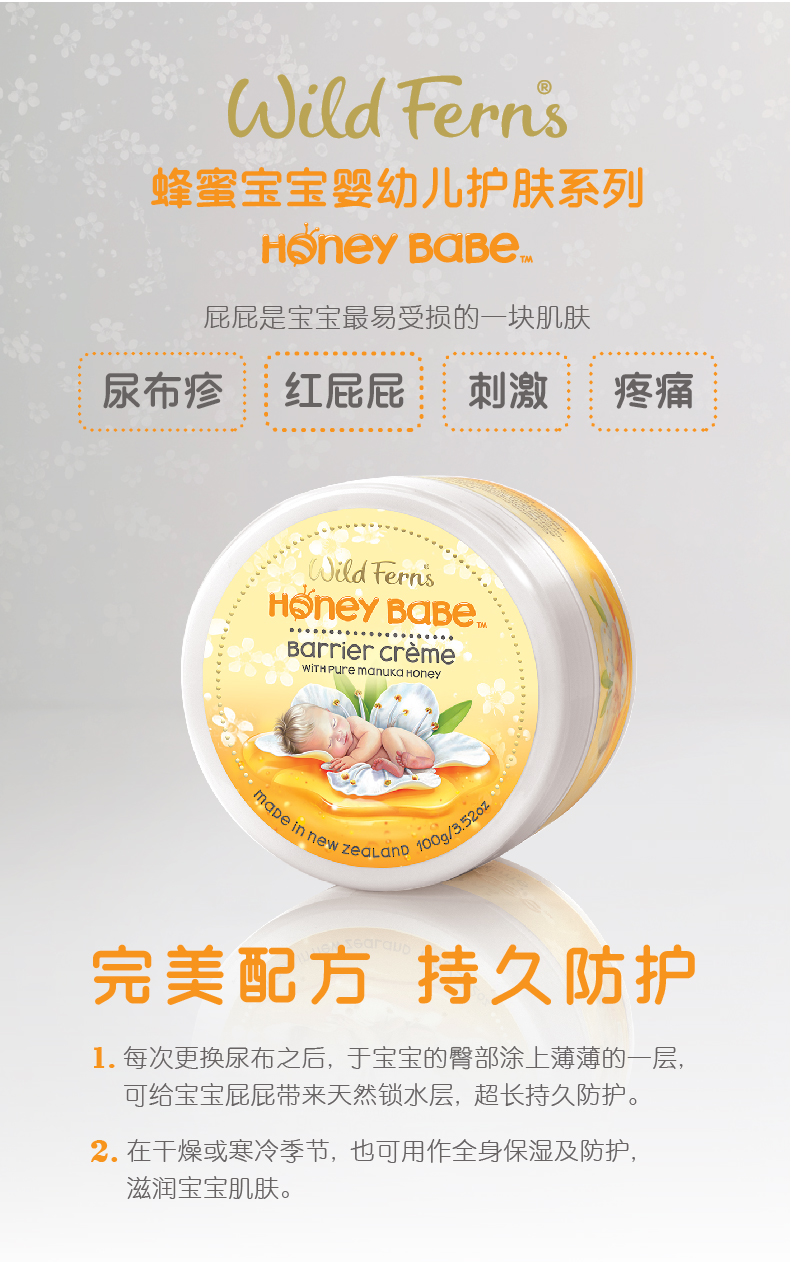 Wild Ferns®
蜂蜜宝宝婴幼儿护肤系列
Honey Babe™
屁屁是宝宝最易受损的一块肌肤
尿布疹 红屁屁 刺激 疼痛
Wild Ferns®
Honey Babe™
Barrier crème
WITH Pure manuka Honey
made in new zealand 100g/3.52oz
完美配方 持久防护
1. 每次更换尿布之后, 于宝宝的臀部涂上薄薄的一层,
可给宝宝屁屁带来天然锁水层, 超长持久防护。
2. 在干燥或寒冷季节, 也可用作全身保湿及防护,
滋润宝宝肌肤。